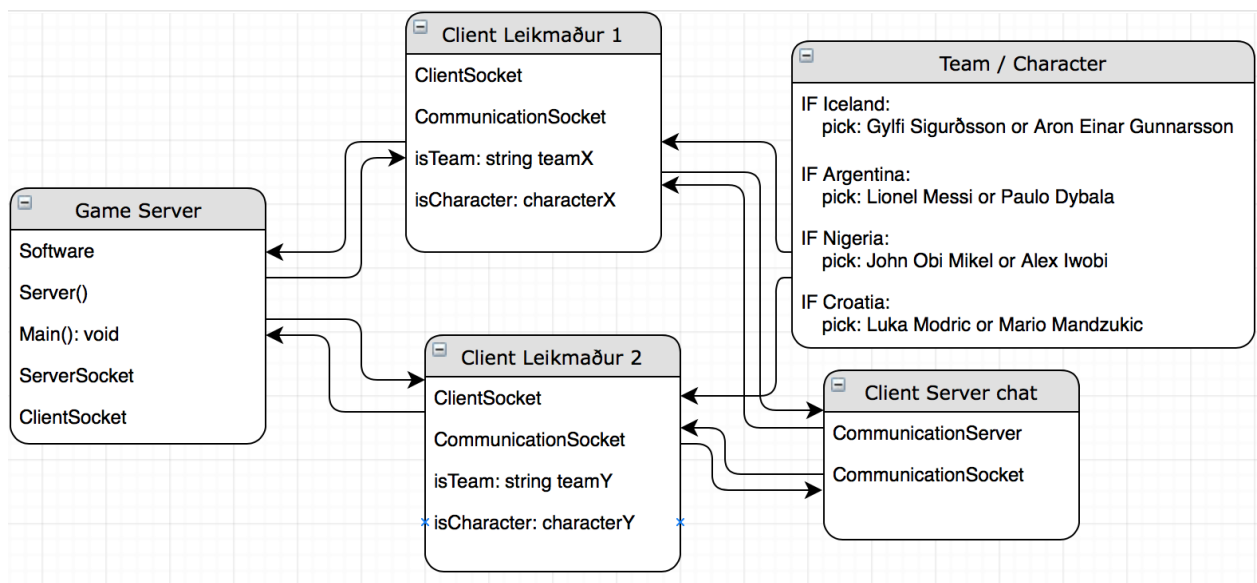 Client Leikmaður 1
ClientSocket
CommunicationSocket
isTeam: string teamX
isCharacter: characterX
Team / Character
IF Iceland:
pick: Gylfi Sigurðsson or Aron Einar Gunnarsson
IF Argentina:
pick: Lionel Messi or Paulo Dybala
IF Nigeria:
pick: John Obi Mikel or Alex Iwobi
IF Croatia:
pick: Luka Modric or Mario Mandzukic
Game Server
Software
Server()
Main(): void
ServerSocket
ClientSocket
Client Leikmaður 2
ClientSocket
CommunicationSocket
isTeam: string teamY
isCharacter: characterY
Client Server chat
CommunicationServer
CommunicationSocket